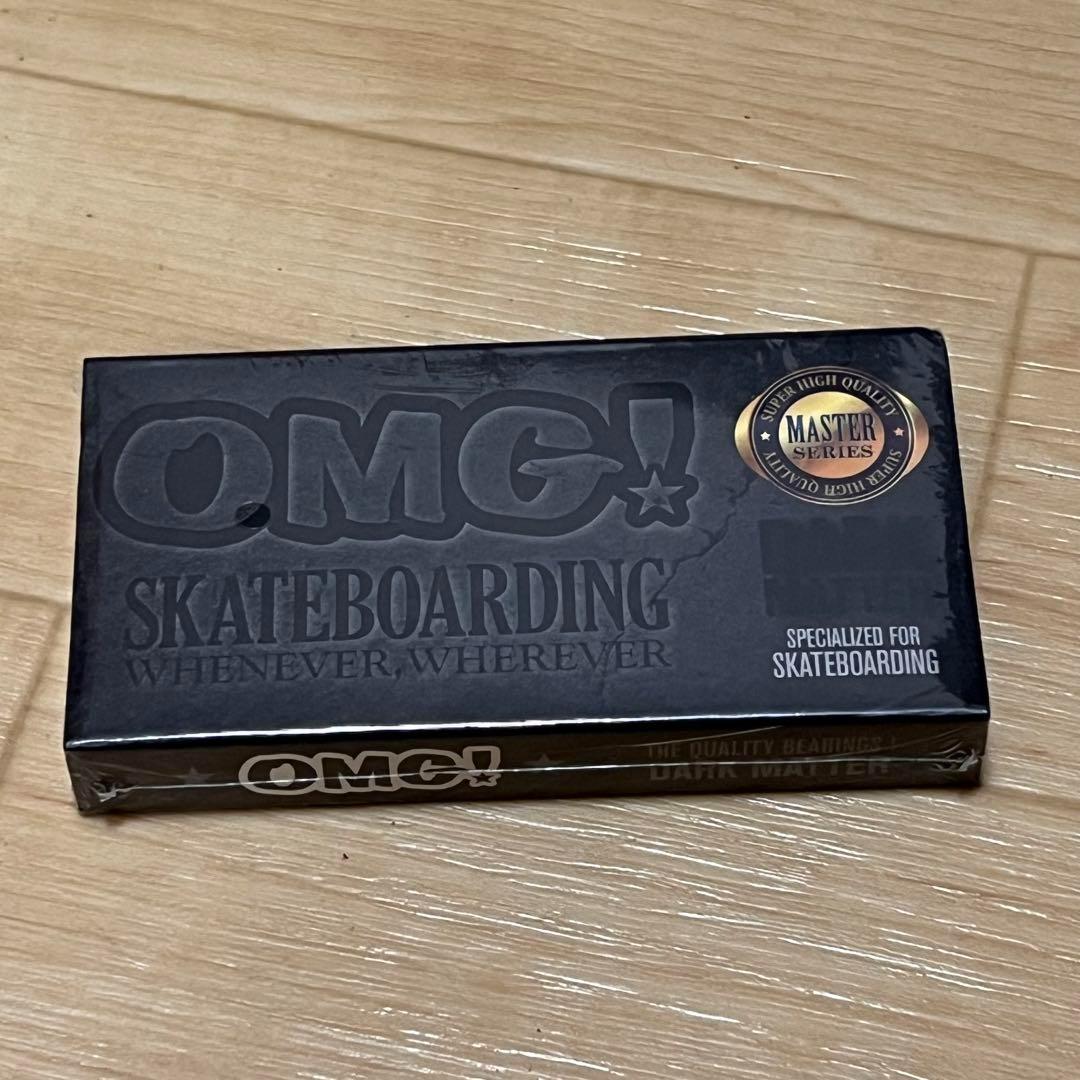 OMG!
SKATEBOARDING
WHENEVER, WHEREVER
SUPER HIGH QUALITY
MASTER
SERIES
SUPER HIGH QUALITY
SPECIALIZED FOR
SKATEBOARDING
OMG!
THE QUALITY BEARINGS!
DARK MATTER